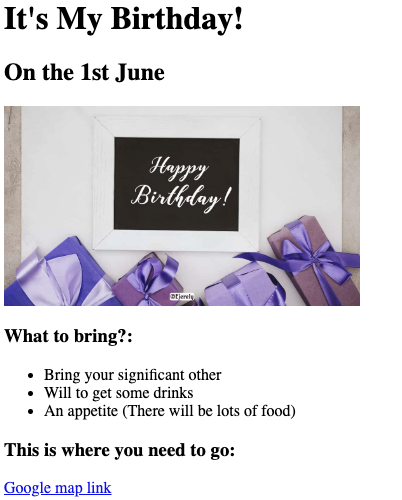 It's My Birthday!
On the 1st June
Happy
Birthday!
What to bring?:
Bring your significant other
Will to get some drinks
An appetite (There will be lots of food)
This is where you need to go:
Google map link